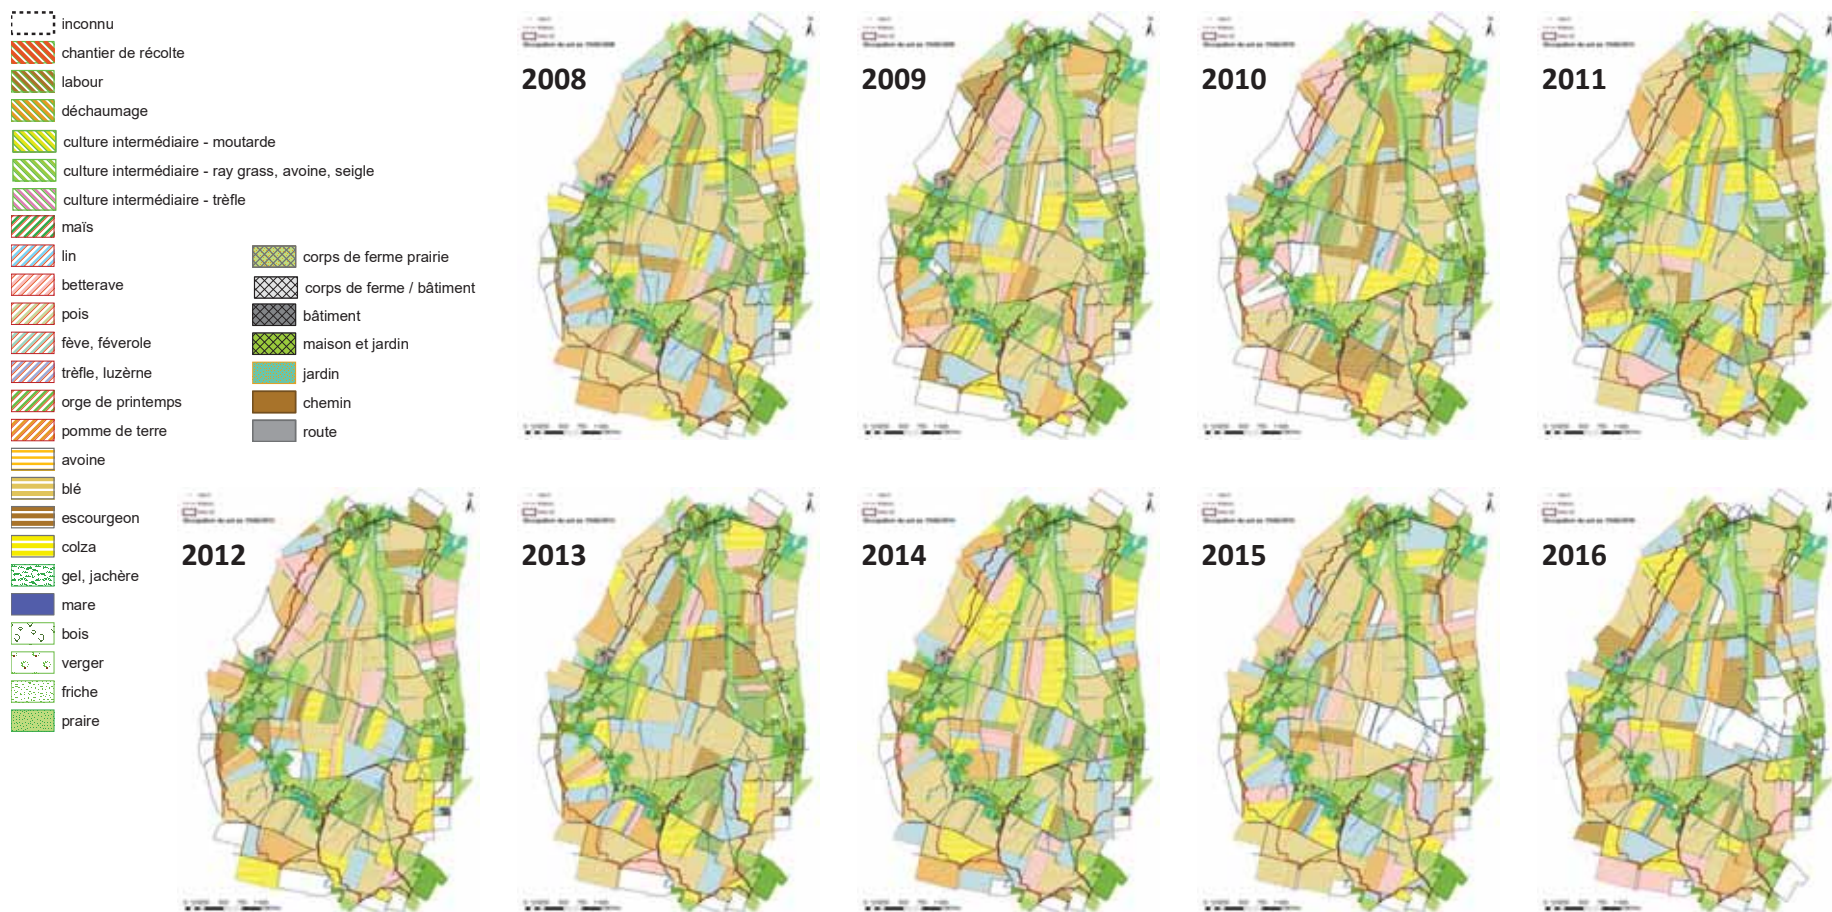 inconnu
chantier de récolte
labour
déchaumage
culture intermédiaire - moutarde
culture intermédiaire - ray grass, avoine, seigle
culture intermédiaire - trèfle
maïs
lin
betterave
pois
fève, féverole
trèfle, luzèrne
orge de printemps
pomme de terre
avoine
blé
escourgeon
colza
gel, jachère
mare
bois
verger
friche
praire
corps de ferme prairie
corps de ferme / bâtiment
bâtiment
maison et jardin
jardin
chemin
route
2008
2009
2010
2011
2012
2013
2014
2015
2016